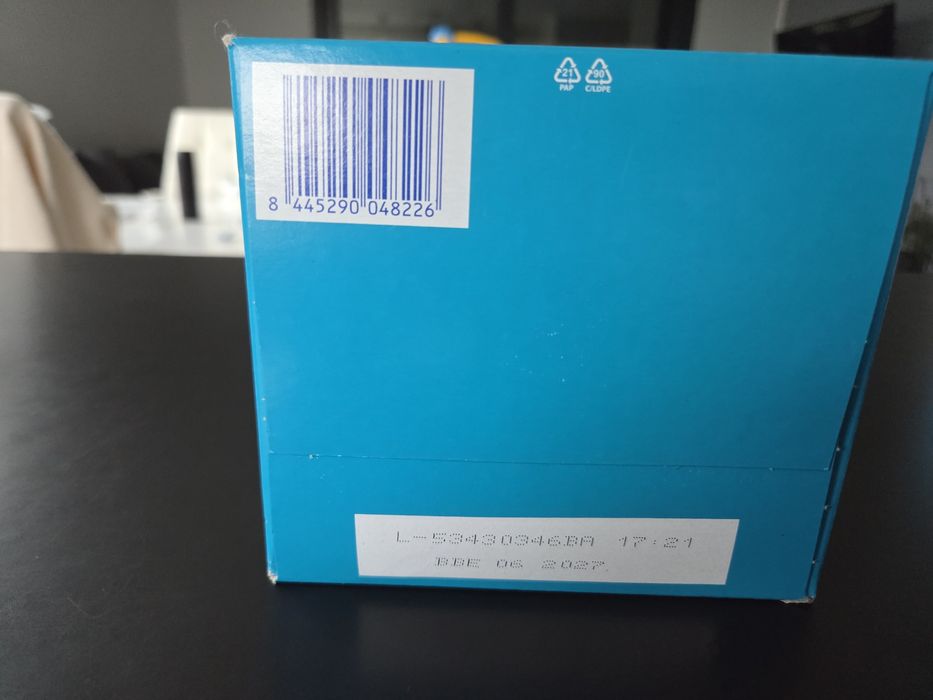 21 90
PAP C/LDPE
8 445290 048226
L-53430346BA 17:21
BBE 06 2027